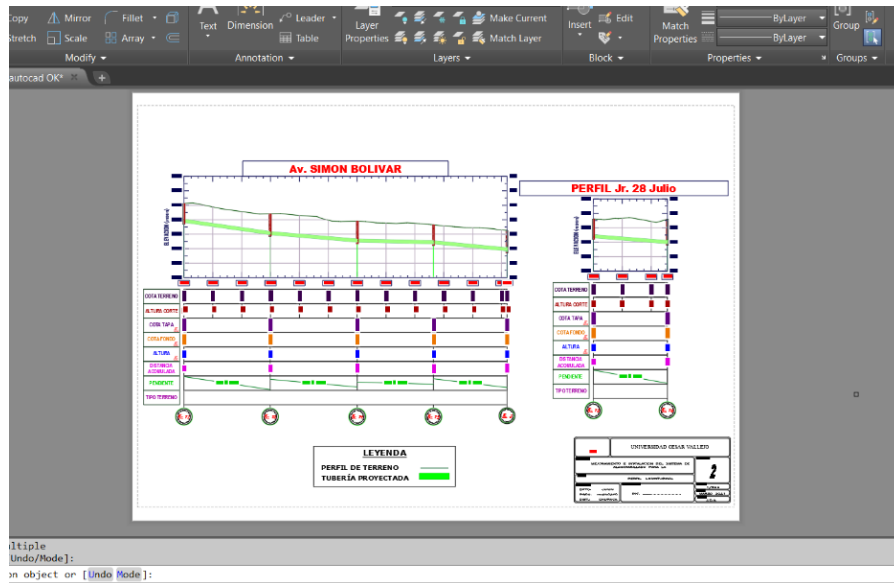 Copy Mirror Fillet
Stretch Scale Array
Text Dimension Leader
Table
Layer Properties Make Current
Match Layer
Insert Edit
Match Properties ByLayer
ByLayer
Group
Modify Annotation Layers Block Properties Groups
autocad OK*
Av. SIMON BOLIVAR
PERFIL Jr. 28 Julio
COTA TERRENO
ALTURA CORTE
COTA TAPA
COTA FONDO
ALTURA
DISTANCIA ACUMULADA
PENDIENTE
TIPO TERRENO
COTA TERRENO
ALTURA CORTE
COTA TAPA
COTA FONDO
ALTURA
DISTANCIA ACUMULADA
PENDIENTE
TIPO TERRENO
LEYENDA
PERFIL DE TERRENO
TUBERÍA PROYECTADA
UNIVERSIDAD CESAR VALLEJO
2
ltiple
Undo/Mode]:
on object or [Undo Mode]: